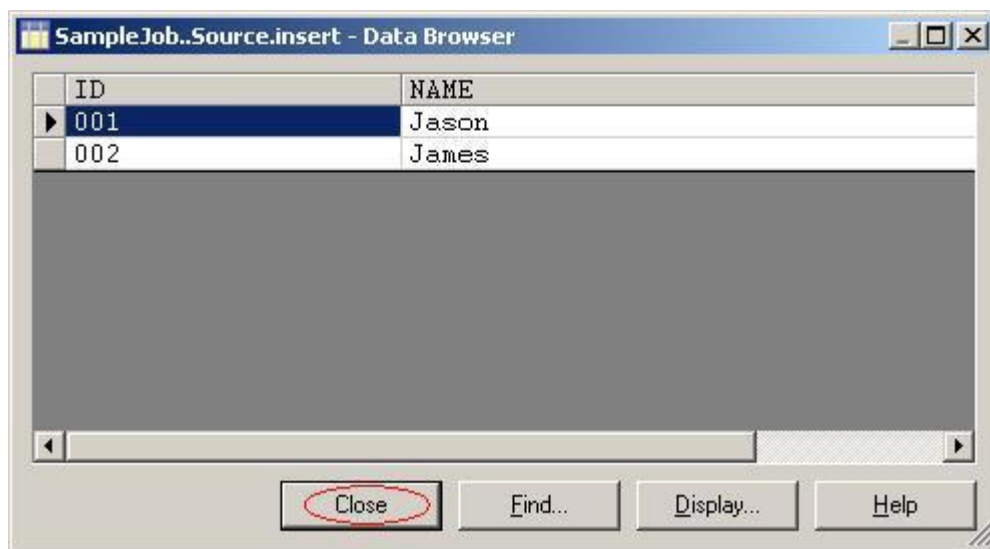 SampleJob..Source.insert - Data Browser
ID NAME
001 Jason
002 James
Close Find... Display... Help